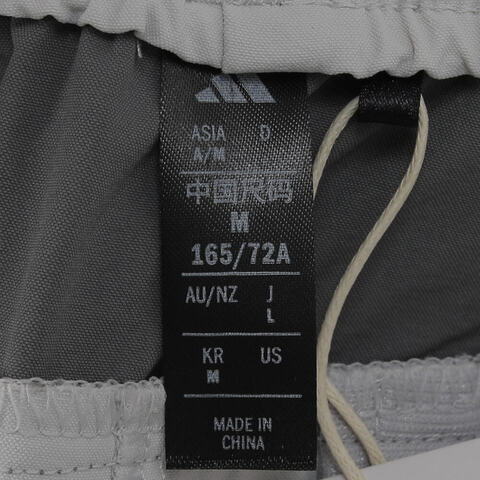 ASIA D
A/M
中国尺码
M
165/72A
AU/NZ J
L
KR US
M
MADE IN
CHINA